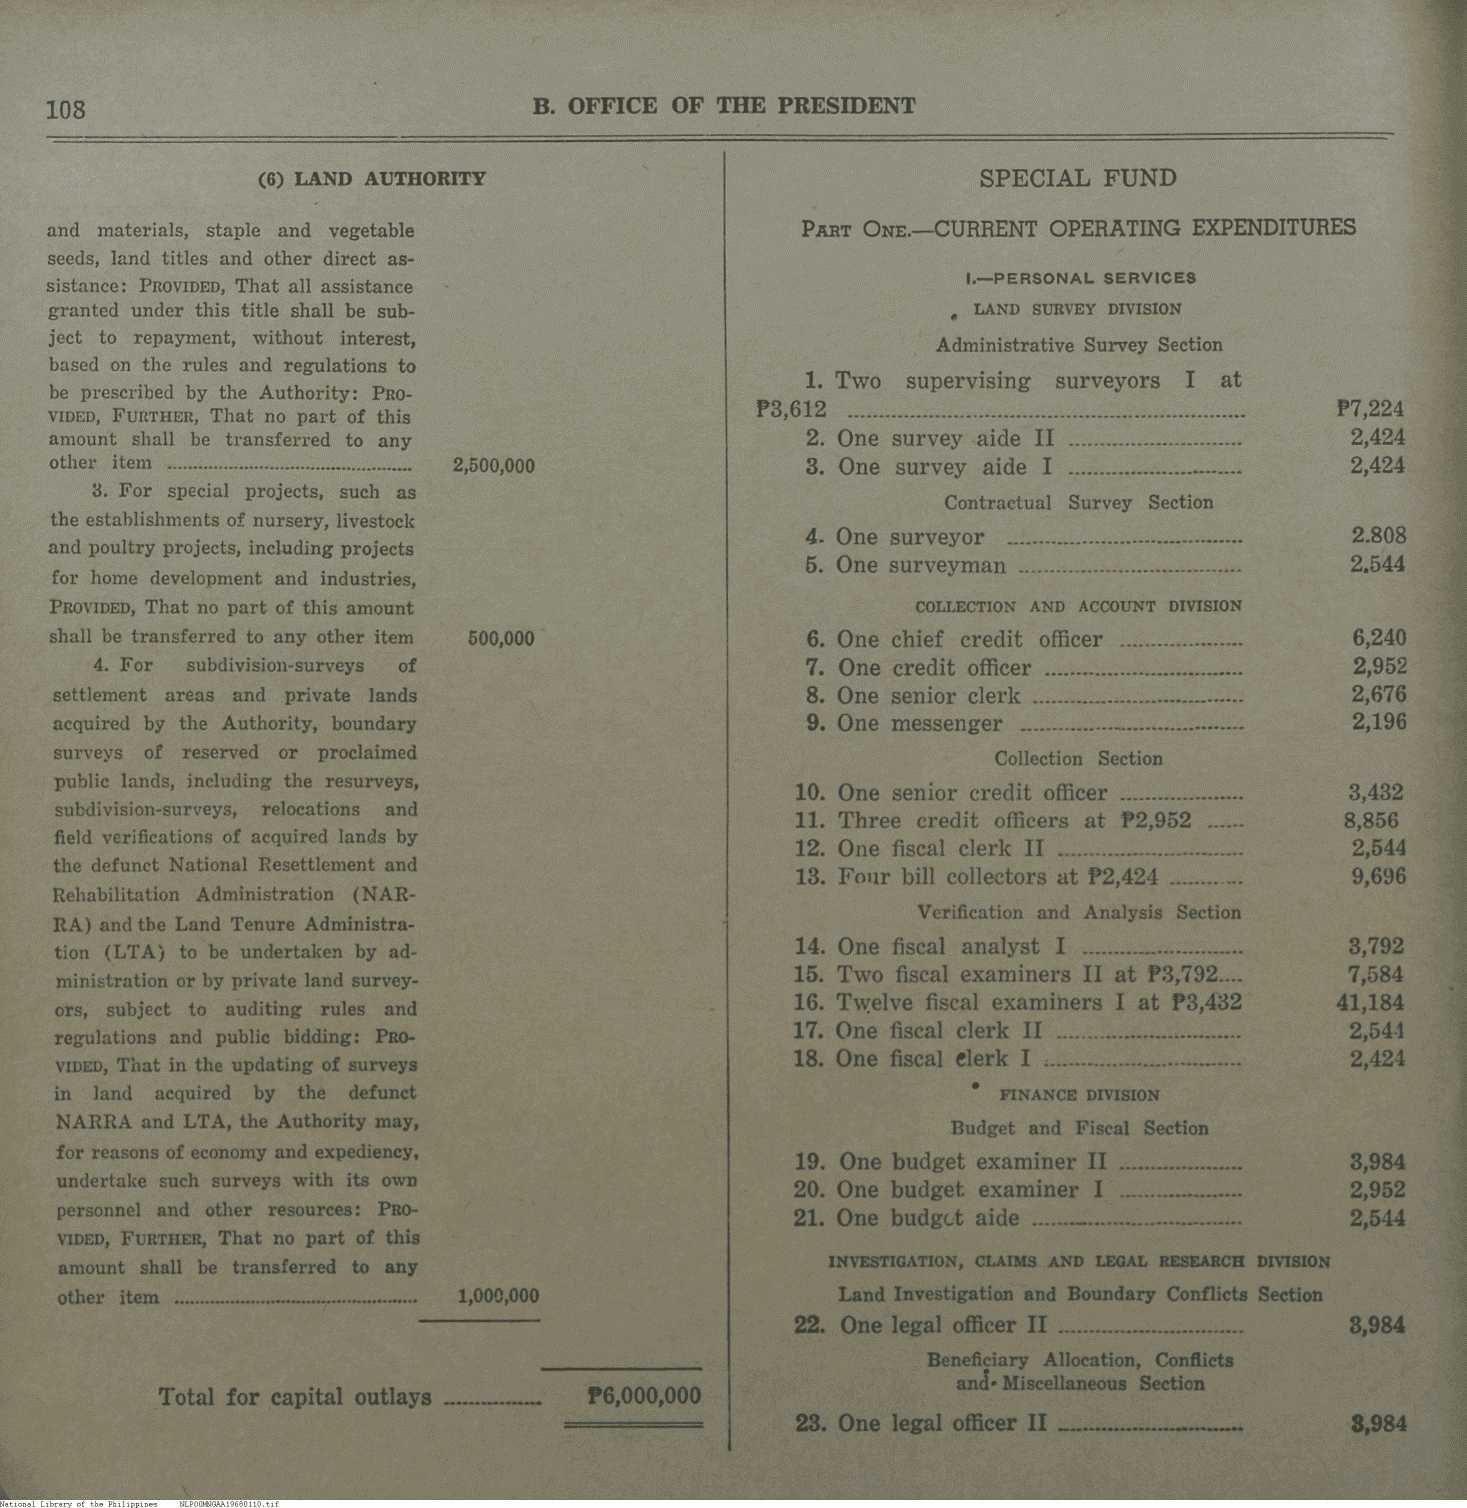 108
B. OFFICE OF THE PRESIDENT
(6) LAND AUTHORITY
and materials, staple and vegetable
seeds, land titles and other direct as-
sistance: PROVIDED, That all assistance
granted under this title shall be sub-
ject to repayment, without interest,
based on the rules and regulations to
be prescribed by the Authority: PRO-
VIDED, FURTHER, That no part of this
amount shall be transferred to any
other item ........................ 2,500,000
3. For special projects, such as
the establishments of nursery, livestock
and poultry projects, including projects
for home development and industries,
PROVIDED, That no part of this amount
shall be transferred to any other item 500,000
4. For subdivision-surveys of
settlement areas and private lands
acquired by the Authority, boundary
surveys of reserved or proclaimed
public lands, including the resurveys,
subdivision-surveys, relocations and
field verifications of acquired lands by
the defunct National Resettlement and
Rehabilitation Administration (NAR-
RA) and the Land Tenure Administra-
tion (LTA) to be undertaken by ad-
ministration or by private land survey-
ors, subject to auditing rules and
regulations and public bidding: PRO-
VIDED, That in the updating of surveys
in land acquired by the defunct
NARRA and LTA, the Authority may,
for reasons of economy and expediency,
undertake such surveys with its own
personnel and other resources: PRO-
VIDED, FURTHER, That no part of this
amount shall be transferred to any
other item ........................ 1,000,000
Total for capital outlays ................ ₱6,000,000
SPECIAL FUND
PART ONE.—CURRENT OPERATING EXPENDITURES
I.—PERSONAL SERVICES
LAND SURVEY DIVISION
Administrative Survey Section
1. Two supervising surveyors I at
₱3,612 ........................ ₱7,224
2. One survey aide II ........................ 2,424
3. One survey aide I ........................ 2,424
Contractual Survey Section
4. One surveyor ........................ 2.808
5. One surveyman ........................ 2.544
COLLECTION AND ACCOUNT DIVISION
6. One chief credit officer .................... 6,240
7. One credit officer ........................ 2,952
8. One senior clerk ........................ 2,676
9. One messenger ........................ 2,196
Collection Section
10. One senior credit officer .................... 3,432
11. Three credit officers at ₱2,952 ...... 8,856
12. One fiscal clerk II ........................ 2,544
13. Four bill collectors at ₱2,424 ............ 9,696
Verification and Analysis Section
14. One fiscal analyst I ........................ 3,792
15. Two fiscal examiners II at ₱3,792.... 7,584
16. Twelve fiscal examiners I at ₱3,432 41,184
17. One fiscal clerk II ........................ 2,544
18. One fiscal clerk I ........................ 2,424
FINANCE DIVISION
Budget and Fiscal Section
19. One budget examiner II .................... 3,984
20. One budget examiner I .................... 2,952
21. One budget aide ........................ 2,544
INVESTIGATION, CLAIMS AND LEGAL RESEARCH DIVISION
Land Investigation and Boundary Conflicts Section
22. One legal officer II ........................ 3,984
Beneficiary Allocation, Conflicts
and Miscellaneous Section
23. One legal officer II ........................ 3,984
National Library of the Philippines NLPOGMNGAA19680110.tif